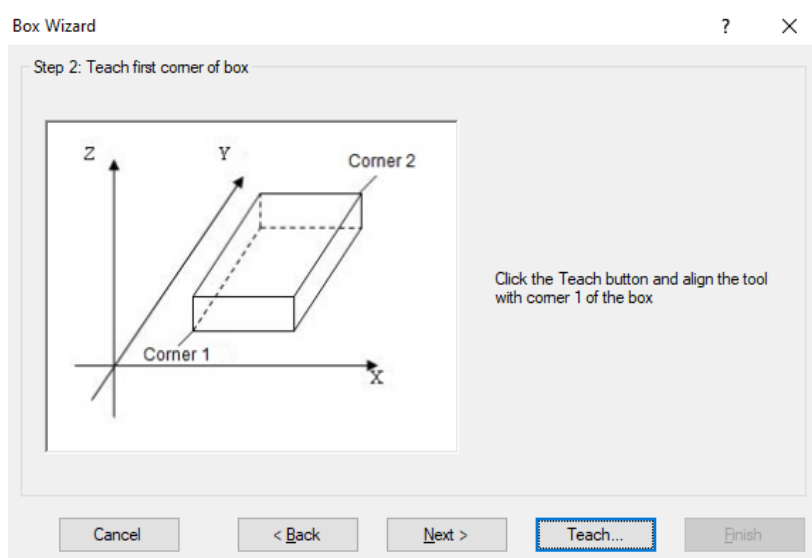 Box Wizard
?
Step 2: Teach first corner of box
Z
Y
Corner 2
Click the Teach button and align the tool
with corner 1 of the box
Corner 1
X
Cancel
< Back
Next >
Teach...
Finish